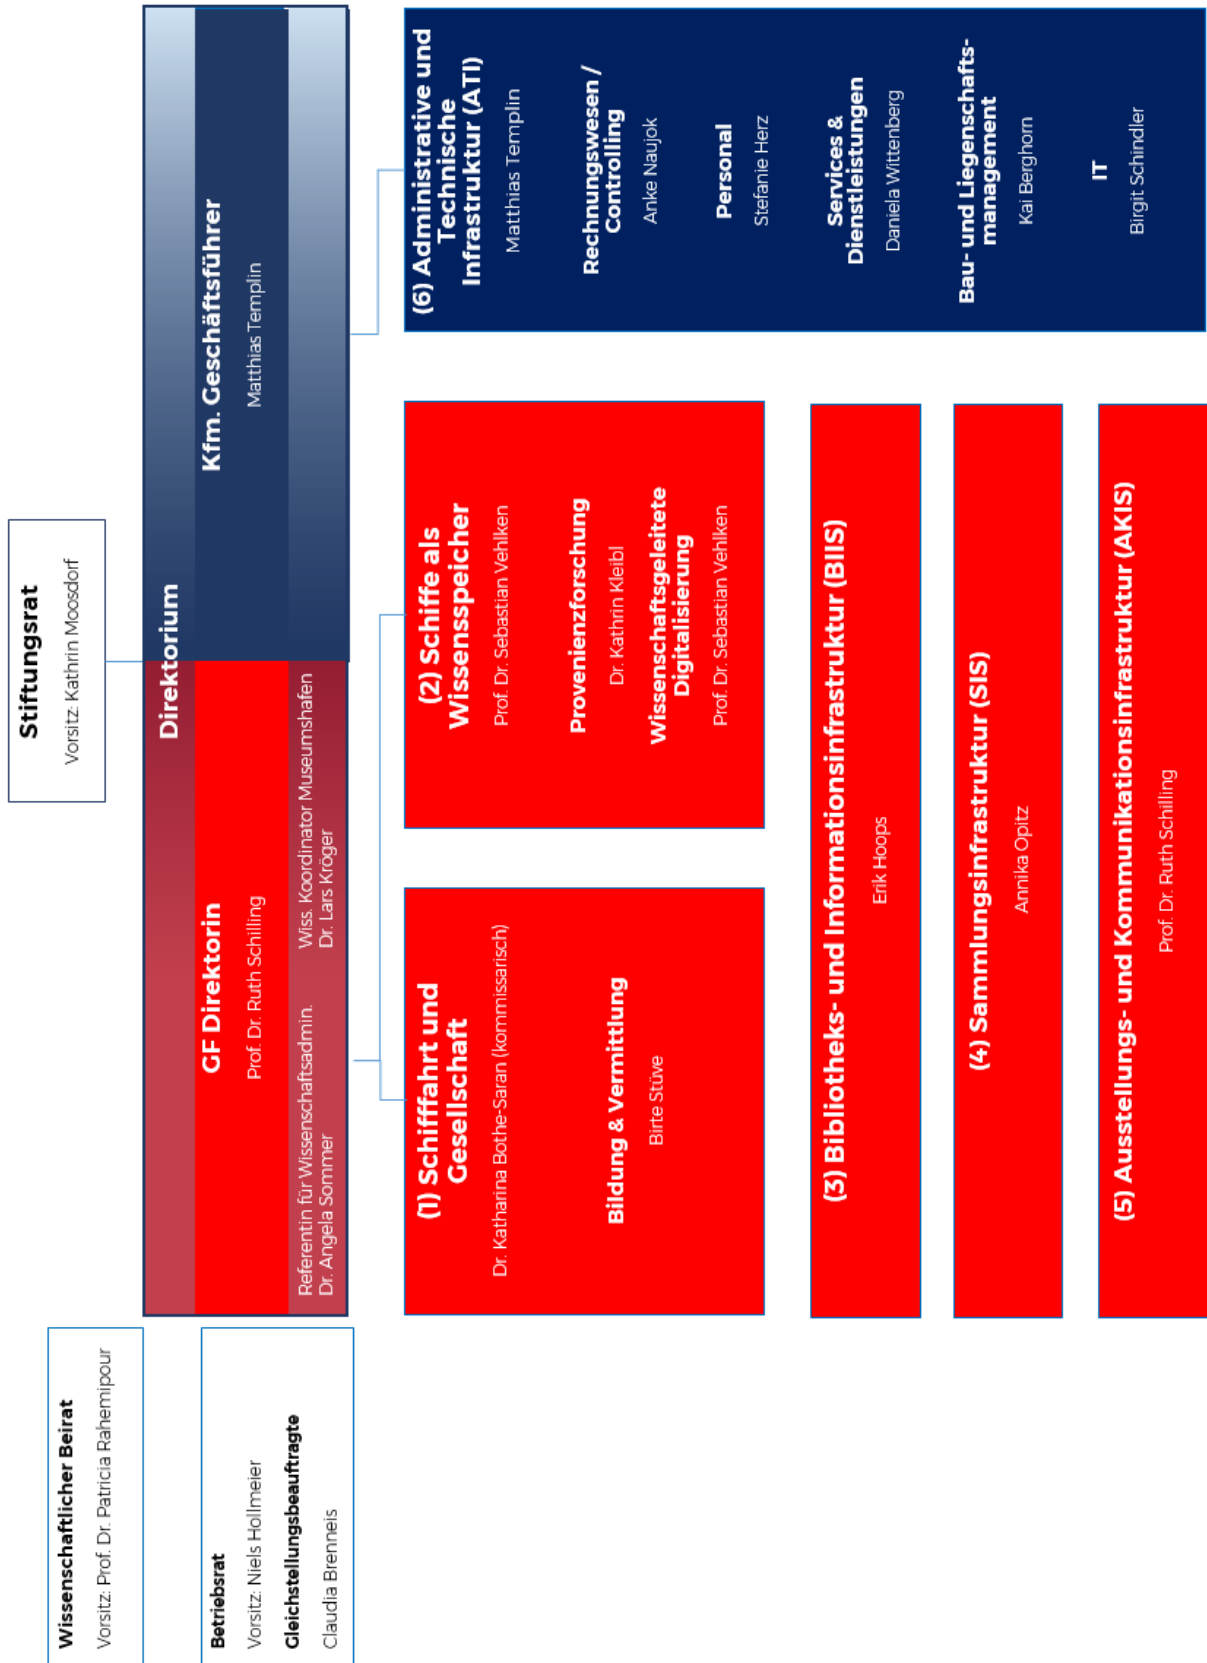 Stiftungsrat
Vorsitz: Kathrin Moosdorf
Wissenschaftlicher Beirat
Vorsitz: Prof. Dr. Patricia Rahemipour
Betriebsrat
Vorsitz: Niels Hollmeier
Gleichstellungsbeauftragte
Claudia Brenneis
Direktorium
GF Direktorin
Prof. Dr. Ruth Schilling
Referentin für Wissenschaftsadmin.
Dr. Angela Sommer
Wiss. Koordinator Museumshafen
Dr. Lars Kröger
Kfm. Geschäftsführer
Matthias Templin
(1) Schifffahrt und
Gesellschaft
Dr. Katharina Bothe-Saran (kommissarisch)
Bildung & Vermittlung
Birte Stüve
(2) Schiffe als
Wissensspeicher
Prof. Dr. Sebastian Vehlken
Provenienzforschung
Dr. Kathrin Kleibl
Wissenschaftsgeleitete
Digitalisierung
Prof. Dr. Sebastian Vehlken
(3) Bibliotheks- und Informationsinfrastruktur (BIIS)
Erik Hoops
(4) Sammlungsinfrastruktur (SIS)
Annika Opitz
(5) Ausstellungs- und Kommunikationsinfrastruktur (AKIS)
Prof. Dr. Ruth Schilling
(6) Administrative und
Technische
Infrastruktur (ATI)
Matthias Templin
Rechnungswesen /
Controlling
Anke Naujok
Personal
Stefanie Herz
Services &
Dienstleistungen
Daniela Wittenberg
Bau- und Liegenschafts-
management
Kai Berghorn
IT
Birgit Schindler